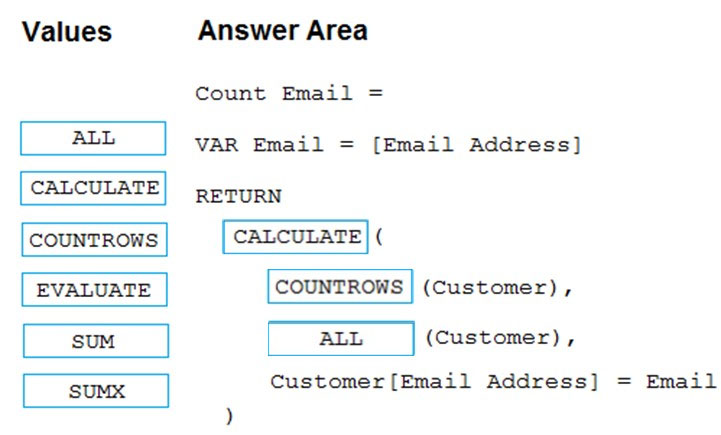 Values
Answer Area
ALL
CALCULATE
COUNTROWS
EVALUATE
SUM
SUMX
Count Email =
VAR Email = [Email Address]
RETURN
CALCULATE (
COUNTROWS (Customer),
ALL (Customer),
Customer[Email Address] = Email
)